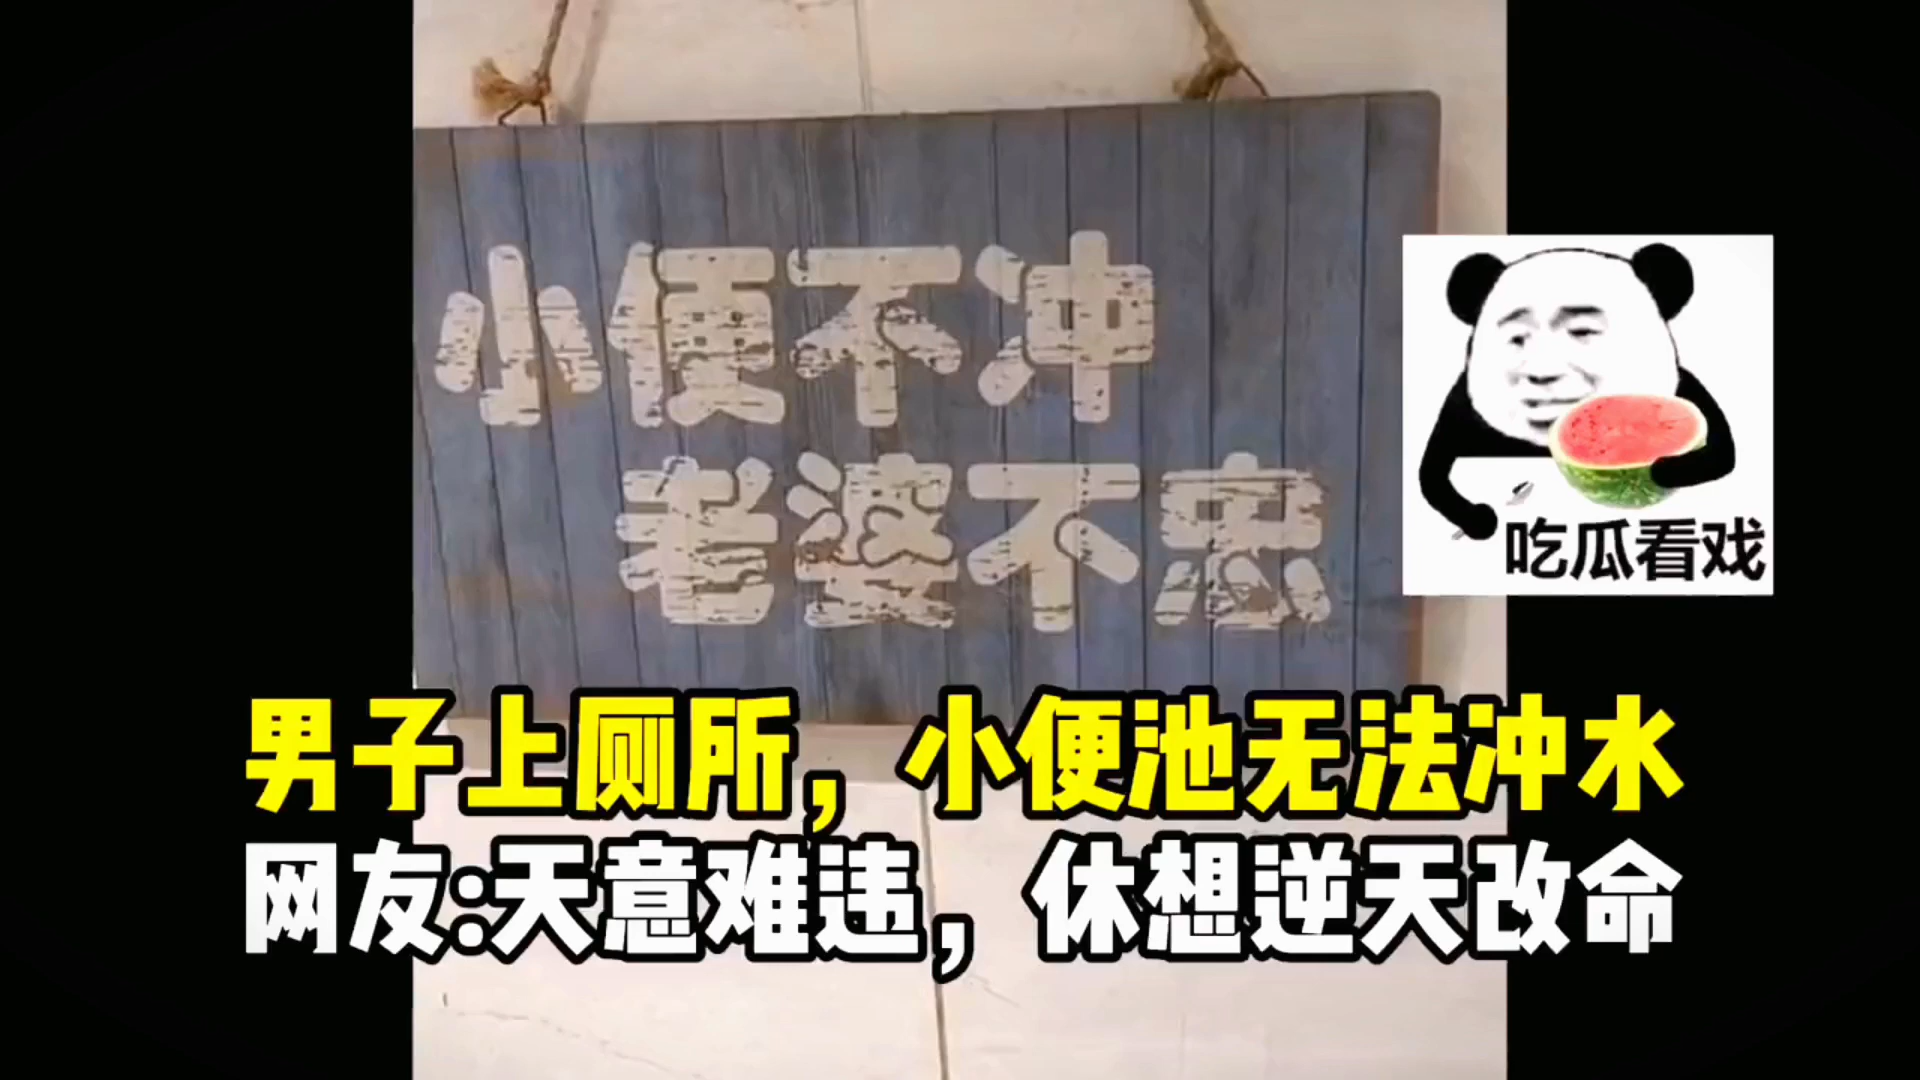 小便不冲
老婆不忠
吃瓜看戏
男子上厕所，小便池无法冲水
网友:天意难违，休想逆天改命